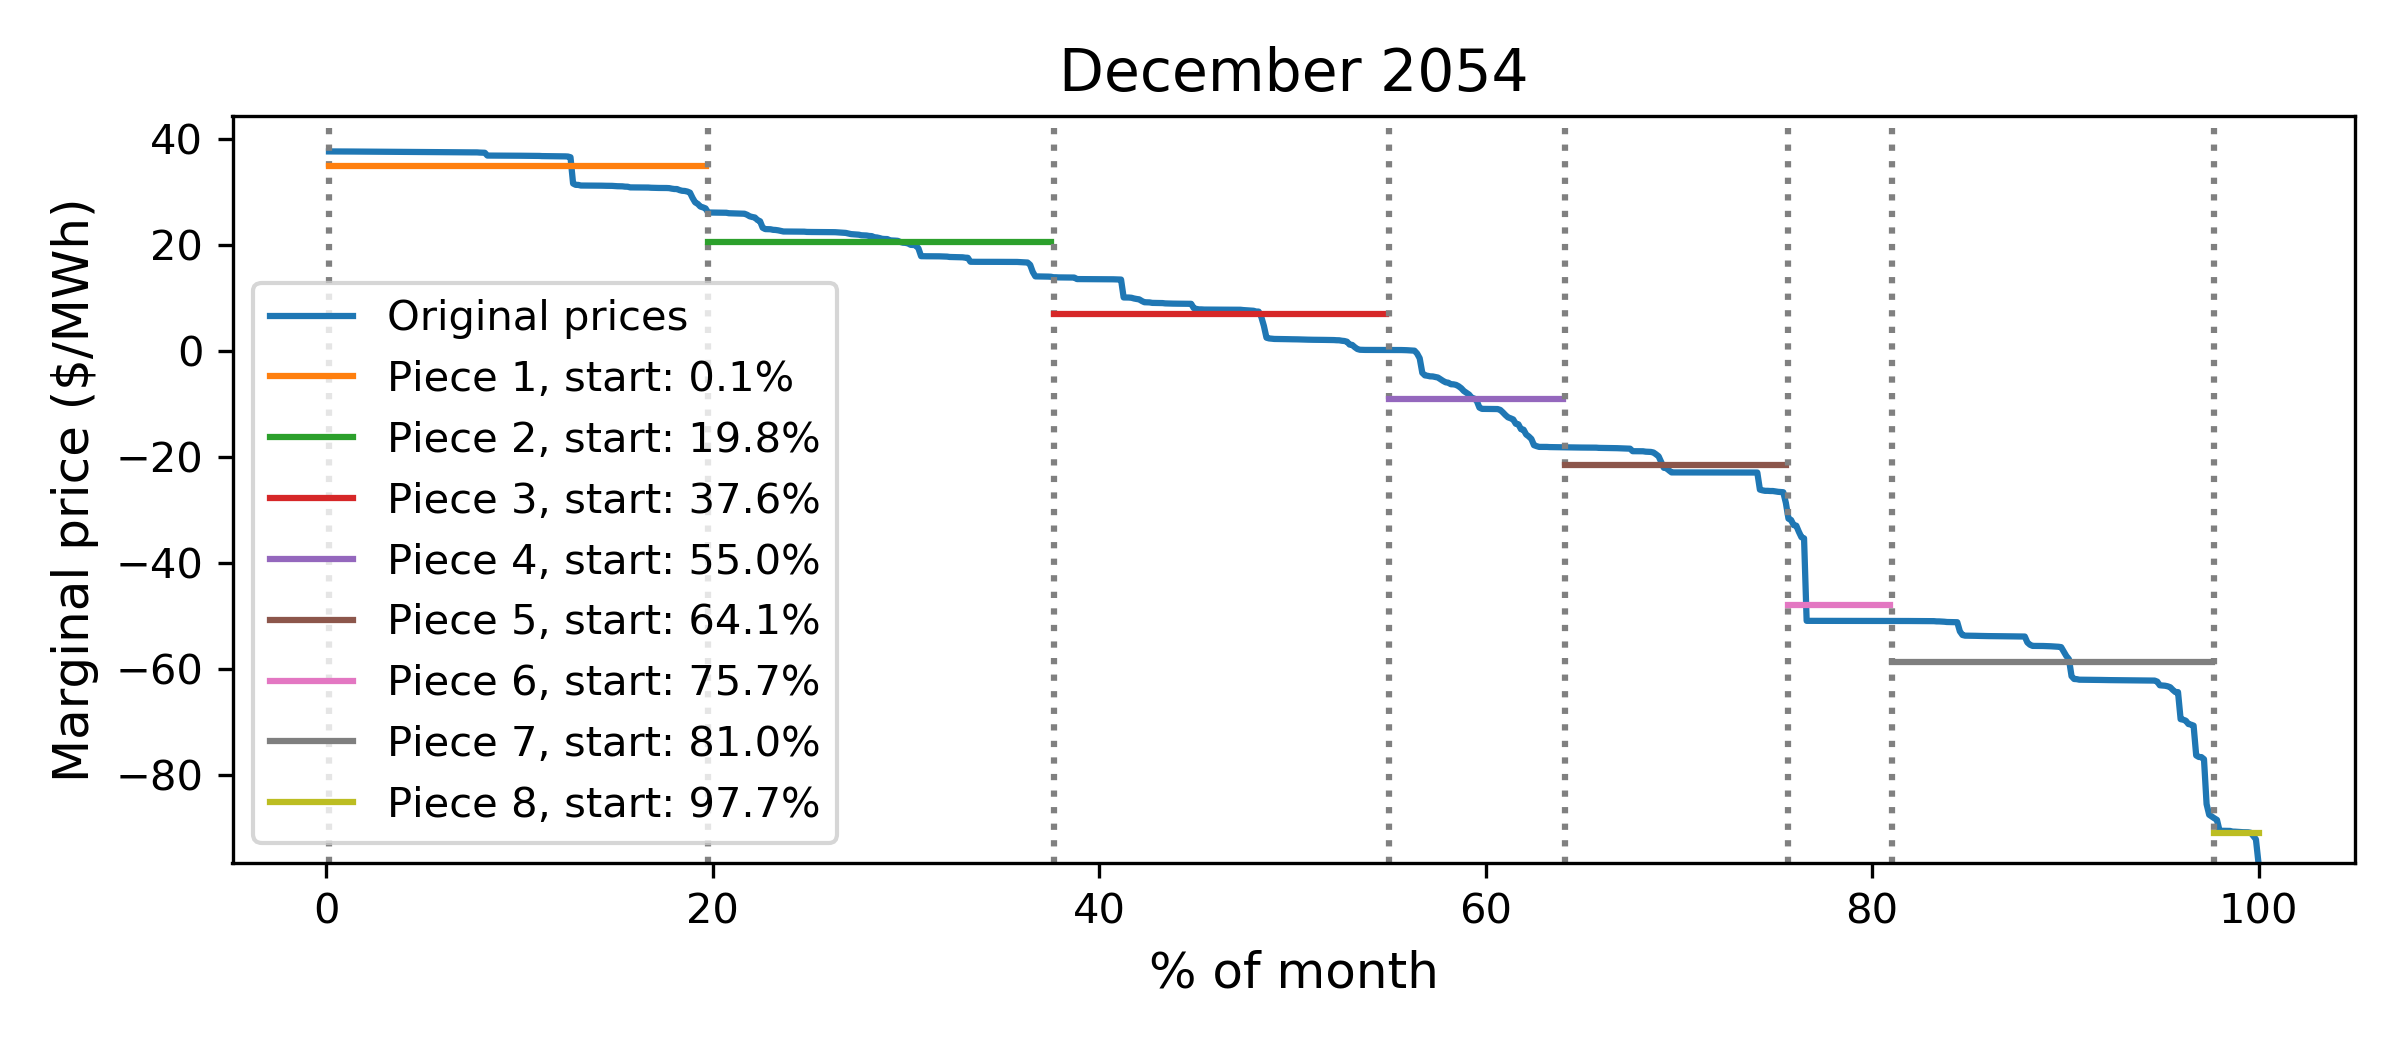 December 2054
Marginal price ($/MWh)
40
20
0
−20
−40
−60
−80
Original prices
Piece 1, start: 0.1%
Piece 2, start: 19.8%
Piece 3, start: 37.6%
Piece 4, start: 55.0%
Piece 5, start: 64.1%
Piece 6, start: 75.7%
Piece 7, start: 81.0%
Piece 8, start: 97.7%
0 20 40 60 80 100
% of month